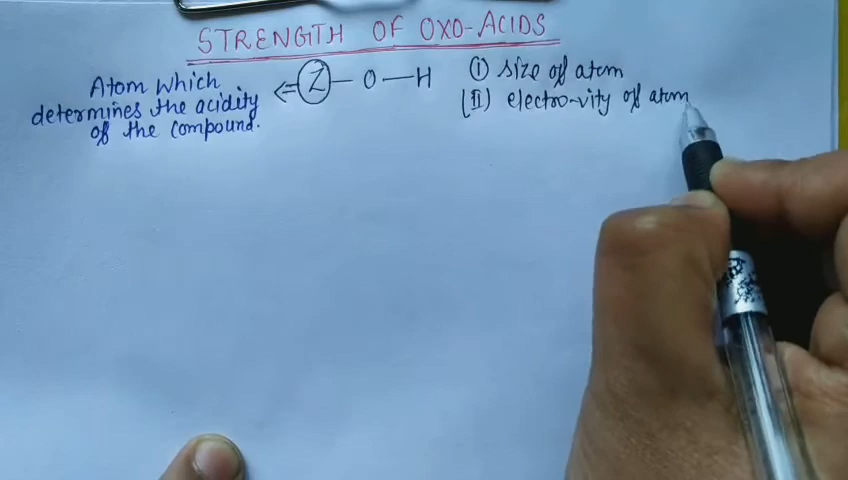 STRENGTH OF OXO-ACIDS
Atom which
determines the acidity
of the compound.
⇐ Z — O — H
(I) size of atom
(II) electro-vity of atom